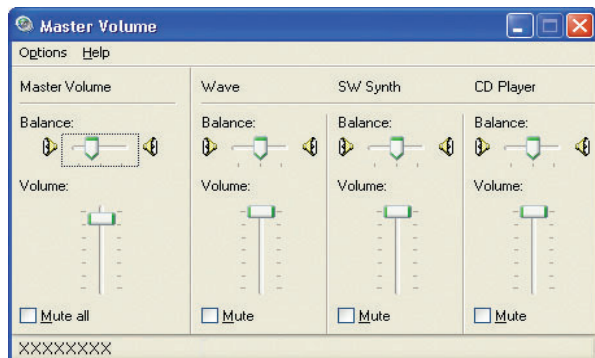 Master Volume
Options Help
Master Volume Wave SW Synth CD Player
Balance: Balance: Balance: Balance:
Volume: Volume: Volume: Volume:
Mute all Mute Mute Mute
XXXXXXXX